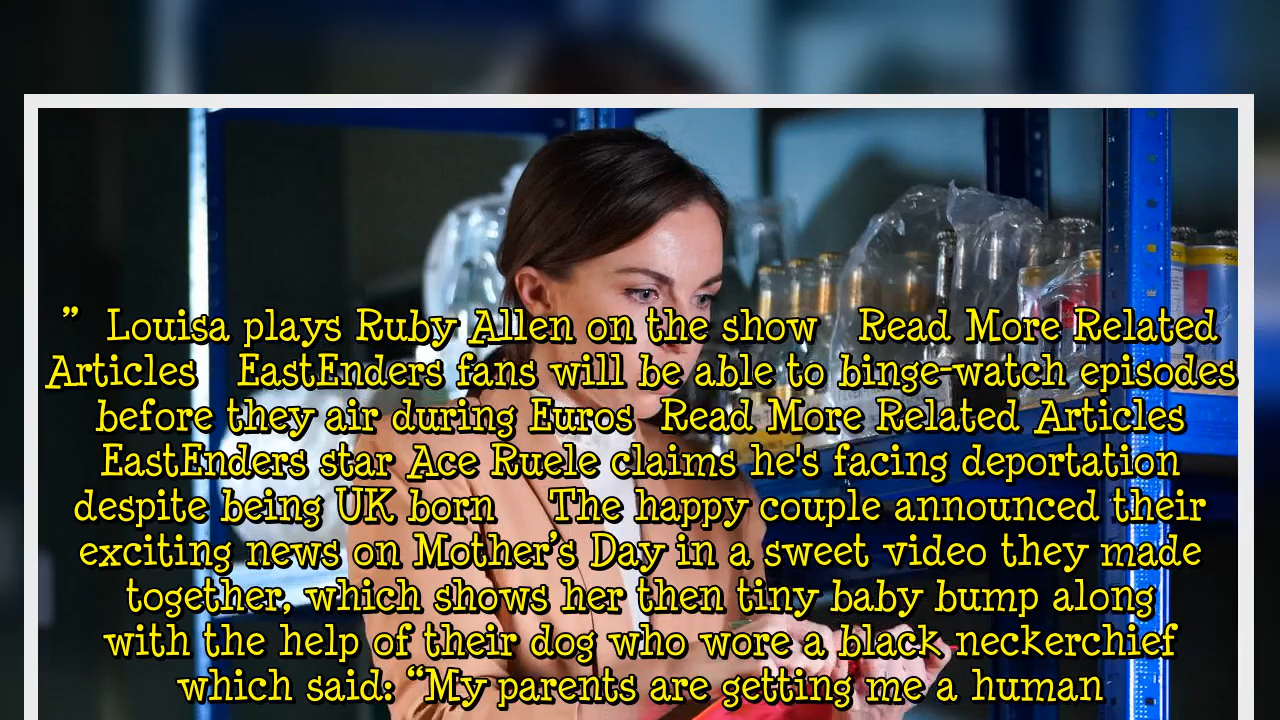 ” Louisa plays Ruby Allen on the show Read More Related
Articles EastEnders fans will be able to binge-watch episodes
before they air during Euros Read More Related Articles
EastEnders star Ace Ruele claims he's facing deportation
despite being UK born The happy couple announced their
exciting news on Mother’s Day in a sweet video they made
together, which shows her then tiny baby bump along
with the help of their dog who wore a black neckerchief
which said: “My parents are getting me a human